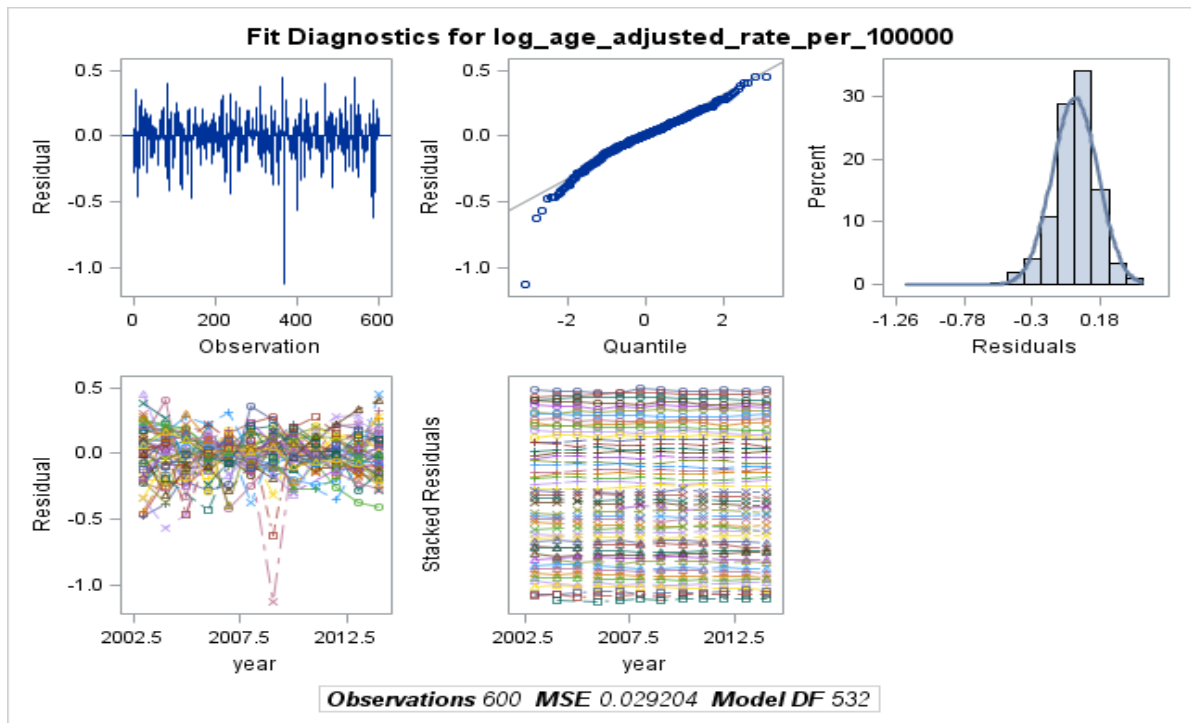 Fit Diagnostics for log_age_adjusted_rate_per_100000
Residual
0.5
0.0
-0.5
-1.0
0 200 400 600
Observation
Residual
0.5
0.0
-0.5
-1.0
-2 0 2
Quantile
Percent
30
20
10
0
-1.26 -0.78 -0.3 0.18
Residuals
Residual
0.5
0.0
-0.5
-1.0
2002.5 2007.5 2012.5
year
Stacked Residuals
2002.5 2007.5 2012.5
year
Observations 600 MSE 0.029204 Model DF 532